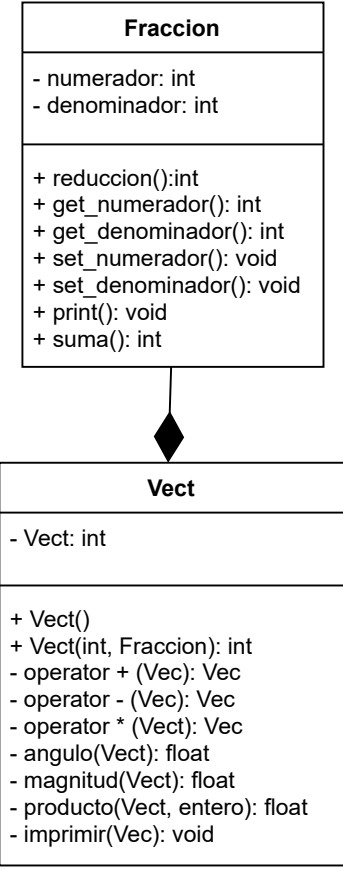 Fraccion
- numerador: int
- denominador: int
+ reduccion():int
+ get_numerador(): int
+ get_denominador(): int
+ set_numerador(): void
+ set_denominador(): void
+ print(): void
+ suma(): int
Vect
- Vect: int
+ Vect()
+ Vect(int, Fraccion): int
- operator + (Vec): Vec
- operator - (Vec): Vec
- operator * (Vect): Vec
- angulo(Vect): float
- magnitud(Vect): float
- producto(Vect, entero): float
- imprimir(Vec): void